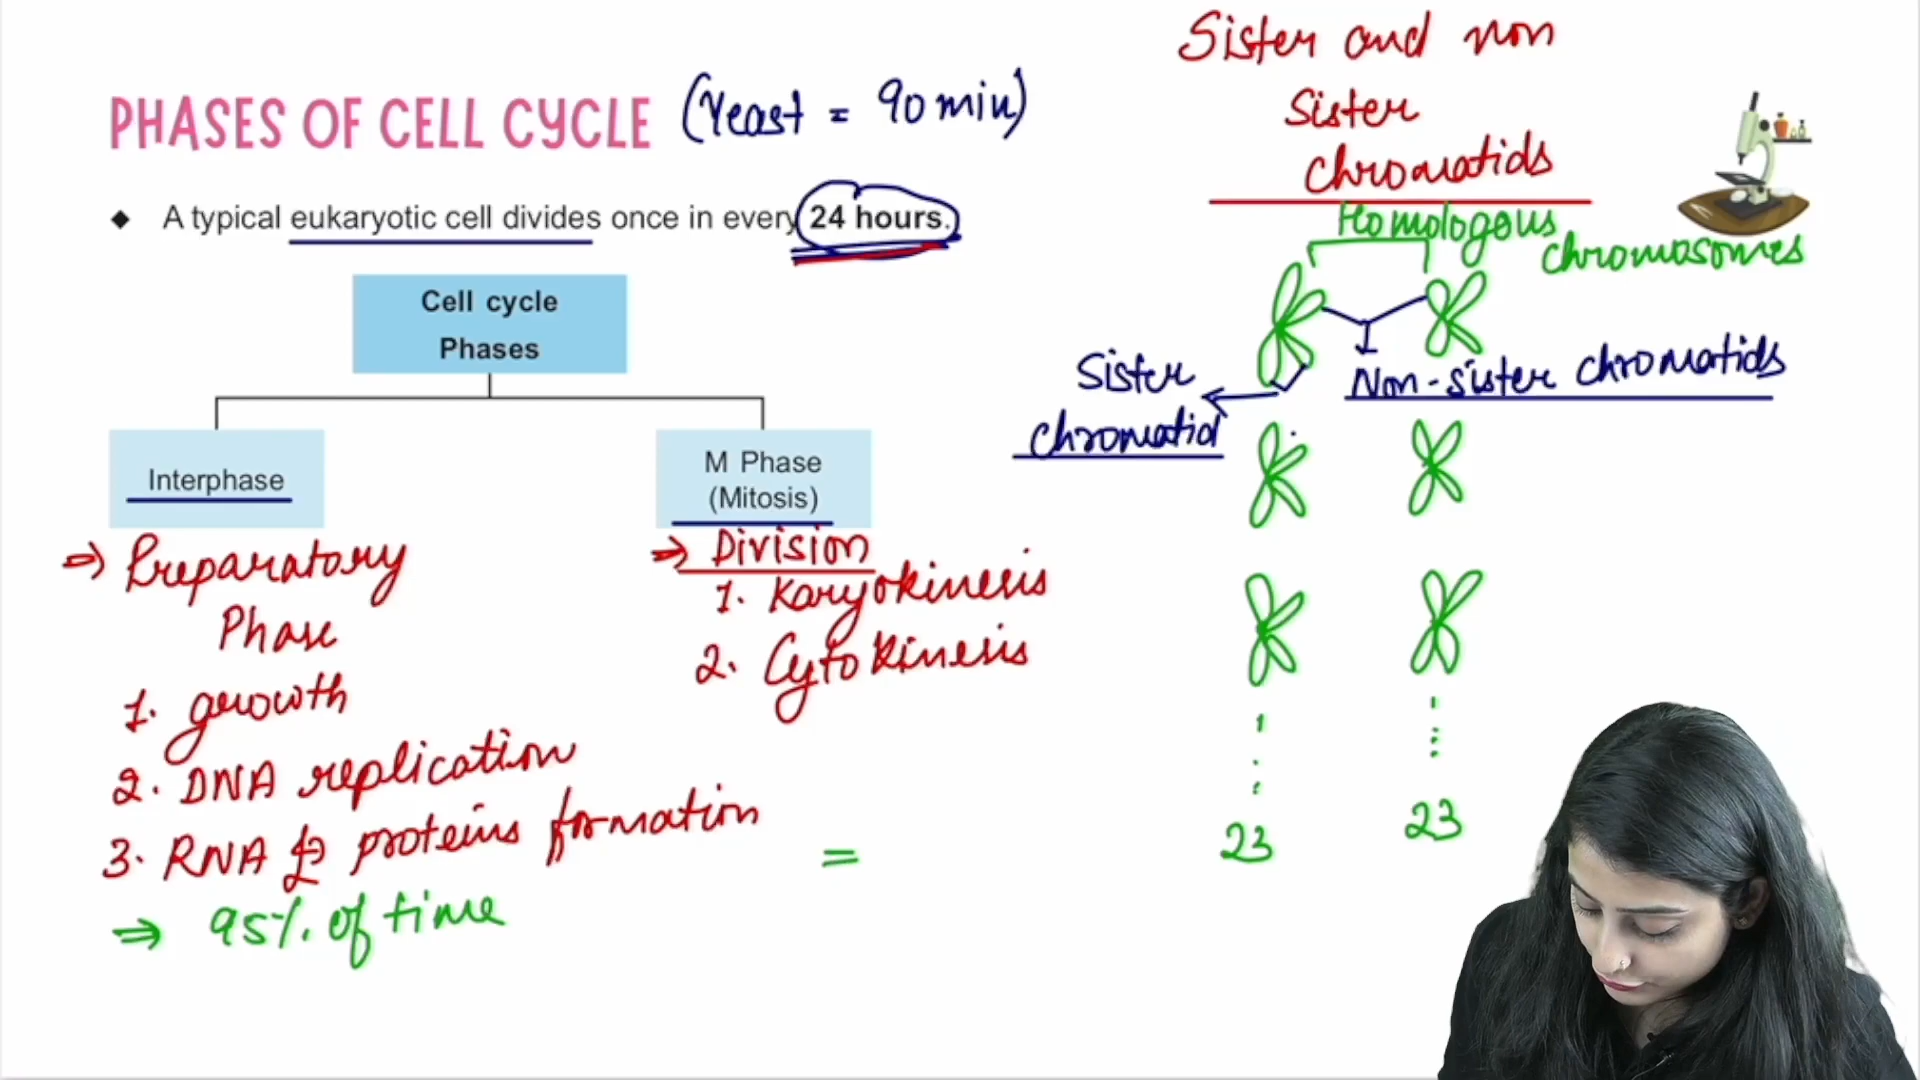 PHASES OF CELL CYCLE (Yeast = 90 min)
◆ A typical eukaryotic cell divides once in every 24 hours.
Cell cycle
Phases
Interphase
M Phase
(Mitosis)
⇒ Preparatory
Phase
1. growth
2. DNA replication
3. RNA & proteins formation
⇒ 95% of time
⇒ Division
1. Karyokinesis
2. Cytokinesis
=
Sister and non
Sister
chromatids
Homologous
chromosomes
Sister
chromatid
Non-sister chromatids
23
23